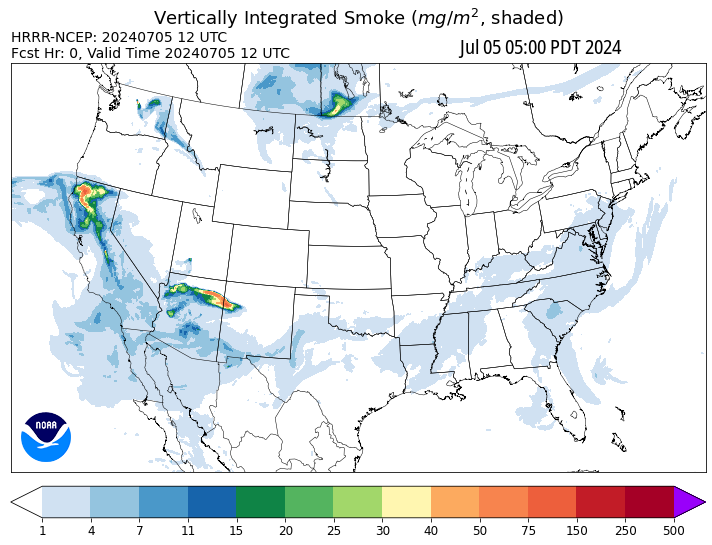 Vertically Integrated Smoke (mg/m², shaded)
HRRR-NCEP: 20240705 12 UTC
Fcst Hr: 0, Valid Time 20240705 12 UTC
Jul 05 05:00 PDT 2024
NOAA
1 4 7 11 15 20 25 30 40 50 75 150 250 500